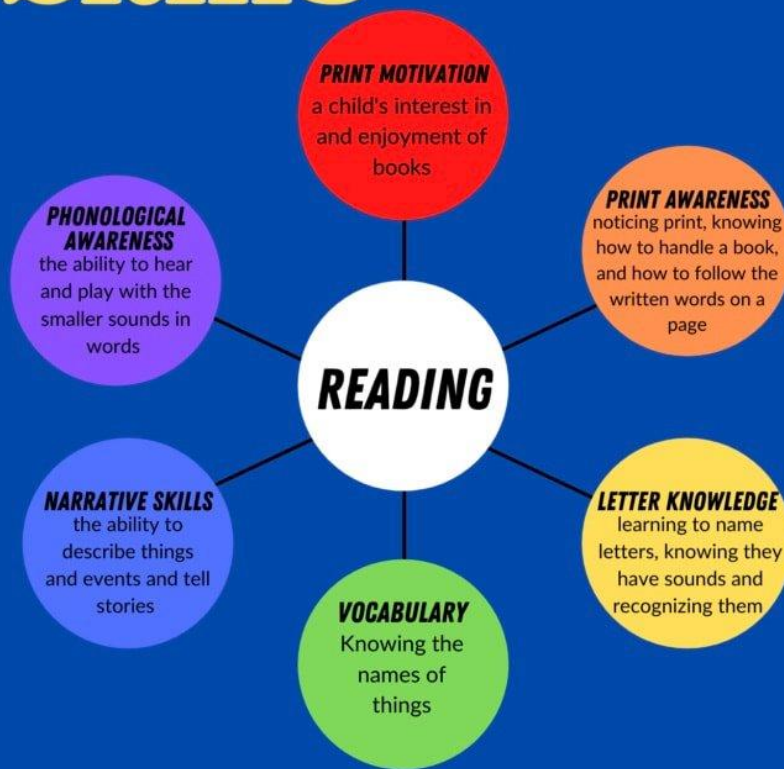 PRINT MOTIVATION
a child's interest in
and enjoyment of
books
PRINT AWARENESS
noticing print, knowing
how to handle a book,
and how to follow the
written words on a
page
PHONOLOGICAL
AWARENESS
the ability to hear
and play with the
smaller sounds in
words
READING
NARRATIVE SKILLS
the ability to
describe things
and events and tell
stories
LETTER KNOWLEDGE
learning to name
letters, knowing they
have sounds and
recognizing them
VOCABULARY
Knowing the
names of
things